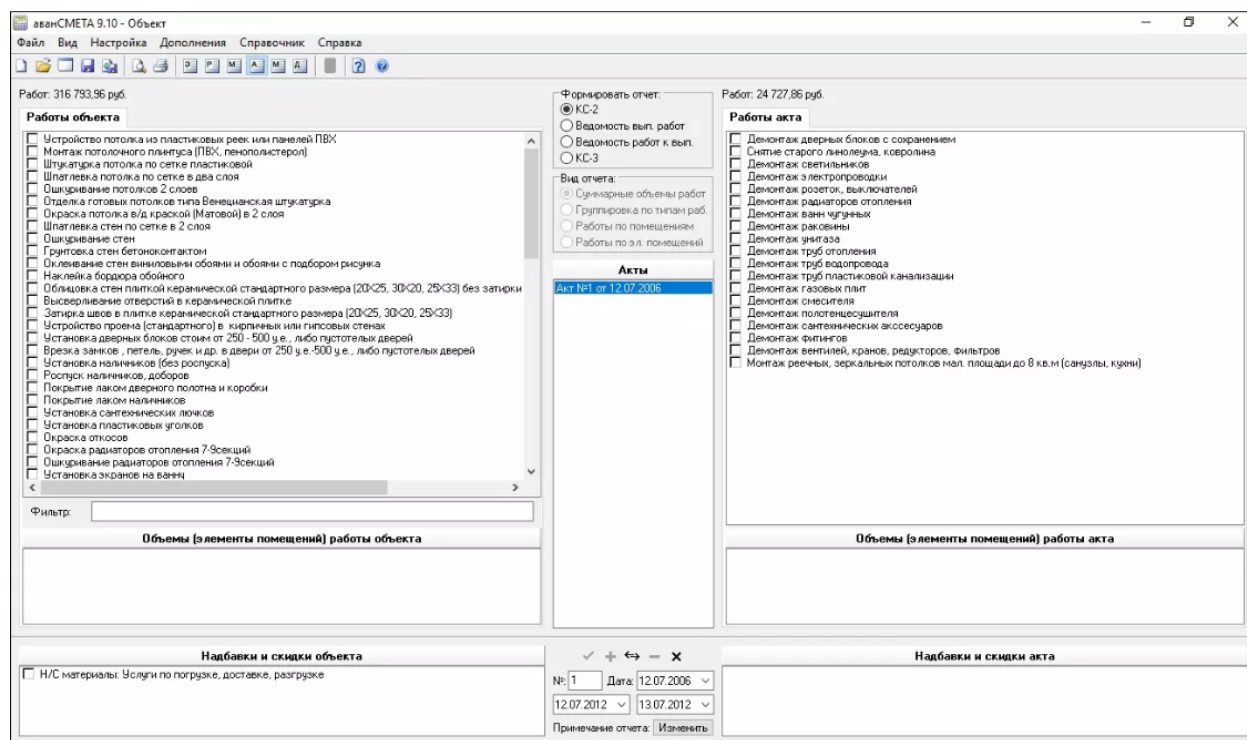 аванСМЕТА 9.10 - Объект
Файл Вид Настройка Дополнения Справочник Справка
Э Р М А М Д
Работ: 316 793,96 руб.
Работы объекта
Устройство потолка из пластиковых реек или панелей ПВХ
Монтаж потолочного плинтуса (ПВХ, пенополистерол)
Штукатурка потолка по сетке пластиковой
Шпатлевка потолка по сетке в два слоя
Ошкуривание потолков 2 слоев
Отделка готовых потолков типа Венецианская штукатурка
Окраска потолка в/д краской (Матовой) в 2 слоя
Шпатлевка стен по сетке в 2 слоя
Ошкуривание стен
Грунтовка стен бетоноконтактом
Оклеивание стен виниловыми обоями и обоями с подбором рисунка
Наклейка бордюра обойного
Облицовка стен плиткой керамической стандартного размера (20X25, 30X20, 25X33) без затирки
Высверливание отверстий в керамической плитке
Затирка швов в плитке керамической стандартного размера (20X25, 30X20, 25X33)
Устройство проема (стандартного) в кирпичных или гипсовых стенах
Установка дверных блоков стоим от 250 - 500 у.е., либо пустотелых дверей
Врезка замков , петель, ручек и др. в двери от 250 у.е.-500 у.е., либо пустотелых дверей
Установка наличников (без роспуска)
Роспуск наличников, доборов
Покрытие лаком дверного полотна и коробки
Покрытие лаком наличников
Установка сантехнических лючков
Установка пластиковых уголков
Окраска откосов
Окраска радиаторов отопления 7-9секций
Ошкуривание радиаторов отопления 7-9секций
Установка экранов на ванну
Фильтр:
Объемы (элементы помещений) работы объекта
Надбавки и скидки объекта
Н/С материалы: Услуги по погрузке, доставке, разгрузке
Формировать отчет:
КС-2
Ведомость вып. работ
Ведомость работ к вып.
КС-3
Вид отчета:
Суммарные объемы работ
Группировка по типам раб.
Работы по помещениям
Работы по эл. помещений
Акты
Акт №1 от 12.07.2006
№: 1 Дата: 12.07.2006
12.07.2012 13.07.2012
Примечание отчета: Изменить
Работ: 24 727,86 руб.
Работы акта
Демонтаж дверных блоков с сохранением
Снятие старого линолеума, ковролина
Демонтаж светильников
Демонтаж электропроводки
Демонтаж розеток, выключателей
Демонтаж радиаторов отопления
Демонтаж ванн чугунных
Демонтаж раковины
Демонтаж унитаза
Демонтаж труб отопления
Демонтаж труб водопровода
Демонтаж труб пластиковой канализации
Демонтаж газовых плит
Демонтаж смесителя
Демонтаж полотенцесушителя
Демонтаж сантехнических акссесуаров
Демонтаж фитингов
Демонтаж вентилей, кранов, редукторов, фильтров
Монтаж реечных, зеркальных потолков мал. площади до 8 кв.м (санузлы, кухни)
Объемы (элементы помещений) работы акта
Надбавки и скидки акта